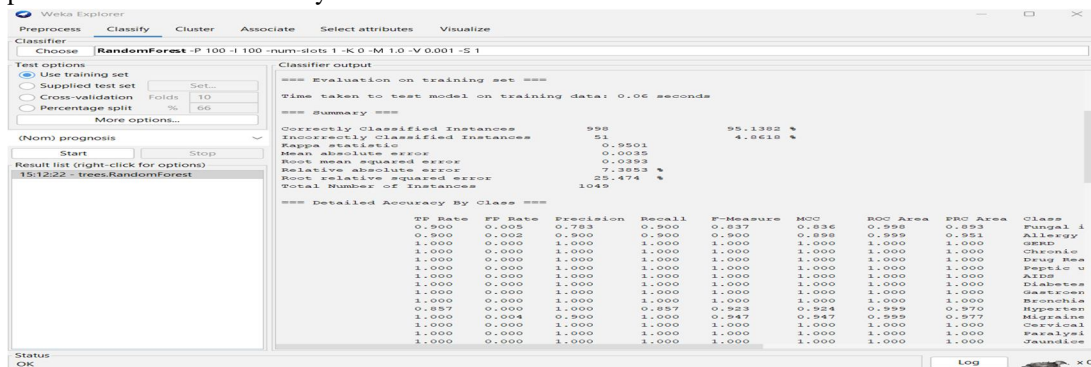 Weka Explorer
Preprocess Classify Cluster Associate Select attributes Visualize
Classifier
Choose RandomForest -P 100 -I 100 -num-slots 1 -K 0 -M 1.0 -V 0.001 -S 1
Test options
Use training set
Supplied test set Set...
Cross-validation Folds 10
Percentage split % 66
More options...
(Nom) prognosis
Start Stop
Result list (right-click for options)
15:12:22 - trees.RandomForest
Classifier output
=== Evaluation on training set ===
Time taken to test model on training data: 0.06 seconds
=== Summary ===
Correctly Classified Instances 998 95.1382 %
Incorrectly Classified Instances 51 4.8618 %
Kappa statistic 0.9501
Mean absolute error 0.0035
Root mean squared error 0.0393
Relative absolute error 7.3853 %
Root relative squared error 25.474 %
Total Number of Instances 1049
=== Detailed Accuracy By Class ===
TP Rate FP Rate Precision Recall F-Measure MCC ROC Area PRC Area Class
0.900 0.005 0.783 0.900 0.837 0.836 0.998 0.893 Fungal i
0.900 0.002 0.900 0.900 0.900 0.898 0.999 0.951 Allergy
1.000 0.000 1.000 1.000 1.000 1.000 1.000 1.000 GERD
1.000 0.000 1.000 1.000 1.000 1.000 1.000 1.000 Chronic
1.000 0.000 1.000 1.000 1.000 1.000 1.000 1.000 Drug Rea
1.000 0.000 1.000 1.000 1.000 1.000 1.000 1.000 Peptic u
1.000 0.000 1.000 1.000 1.000 1.000 1.000 1.000 AIDS
1.000 0.000 1.000 1.000 1.000 1.000 1.000 1.000 Diabetes
1.000 0.000 1.000 1.000 1.000 1.000 1.000 1.000 Gastroen
1.000 0.000 1.000 1.000 1.000 1.000 1.000 1.000 Bronchia
0.857 0.000 1.000 0.857 0.923 0.924 0.999 0.970 Hyperten
1.000 0.004 0.900 1.000 0.947 0.947 0.999 0.977 Migraine
1.000 0.000 1.000 1.000 1.000 1.000 1.000 1.000 Cervical
1.000 0.000 1.000 1.000 1.000 1.000 1.000 1.000 Paralysi
1.000 0.000 1.000 1.000 1.000 1.000 1.000 1.000 Jaundice
Status
OK
Log x 0